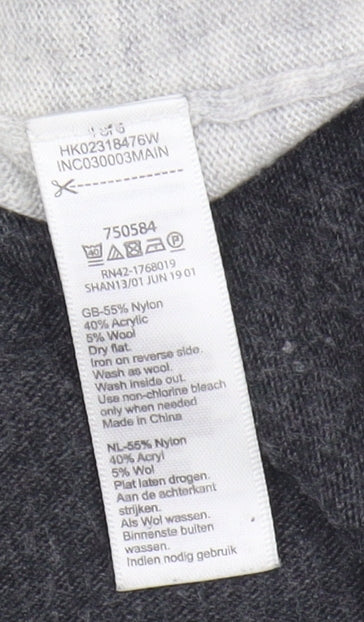 HK02318476W
INC030003MAIN
750584
40 P
RN42-1768019
SHAN13/01 JUN 19 01
GB-55% Nylon
40% Acrylic
5% Wool
Dry flat.
Iron on reverse side.
Wash as wool.
Wash inside out.
Use non-chlorine bleach
only when needed
Made in China
NL-55% Nylon
40% Acryl
5% Wol
Plat laten drogen.
Aan de achterkant
strijken.
Als Wol wassen.
Binnenste buiten
wassen.
Indien nodig gebruik